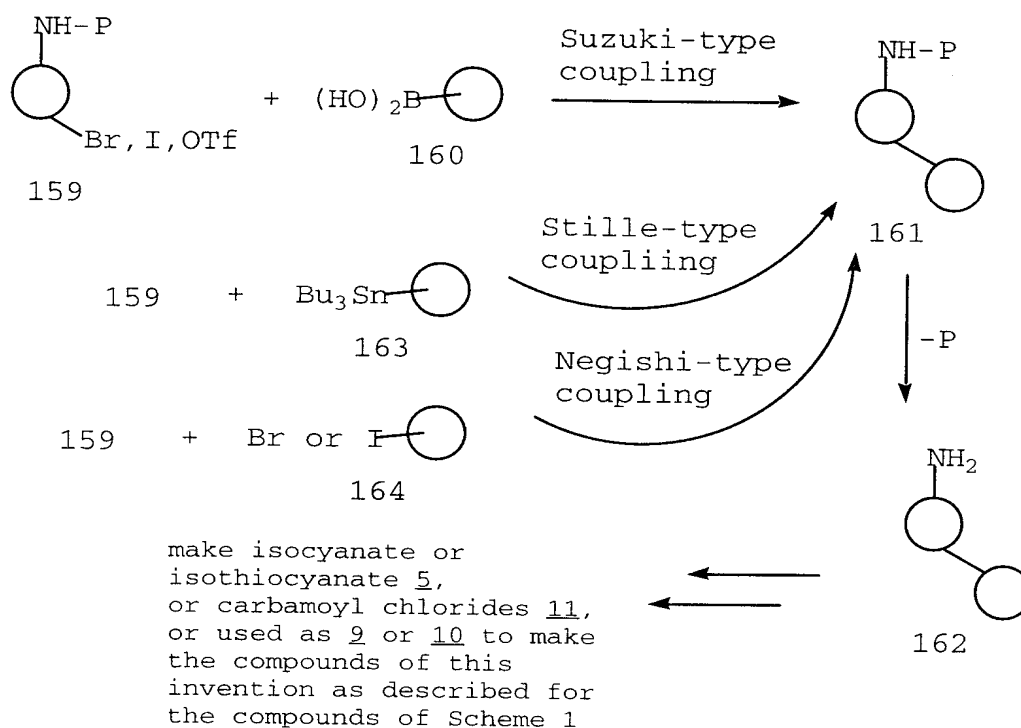 NH-P
Br, I, OTf
159
+
(HO)₂B
160
Suzuki-type
coupling
NH-P
161
159 + Bu₃Sn
163
Stille-type
coupliing
159 + Br or I
164
Negishi-type
coupling
-P
NH₂
162
make isocyanate or
isothiocyanate 5,
or carbamoyl chlorides 11,
or used as 9 or 10 to make
the compounds of this
invention as described for
the compounds of Scheme 1